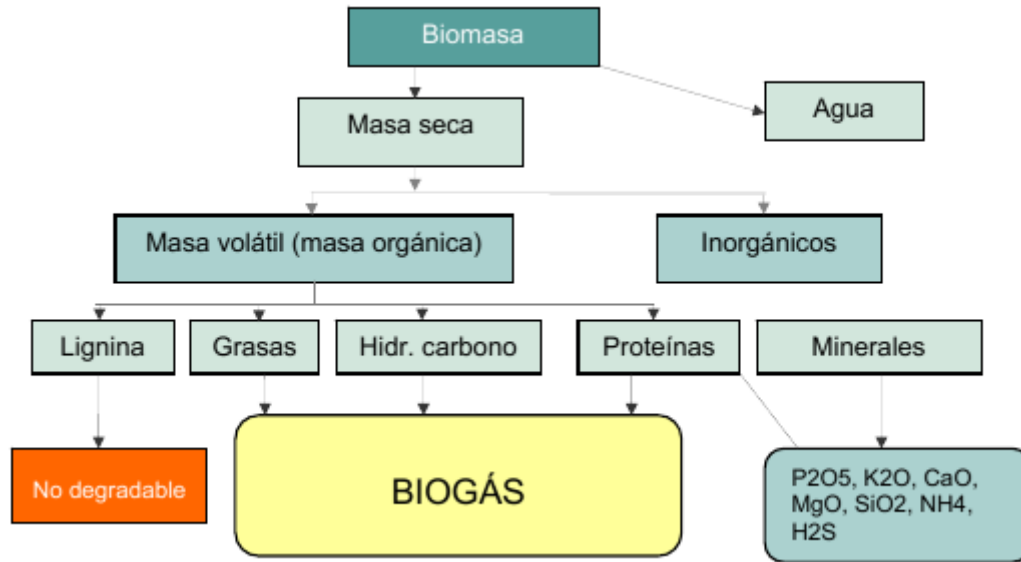 Biomasa
Masa seca
Agua
Masa volátil (masa orgánica)
Inorgánicos
Lignina
Grasas
Hidr. carbono
Proteínas
Minerales
No degradable
BIOGÁS
P2O5, K2O, CaO,
MgO, SiO2, NH4,
H2S